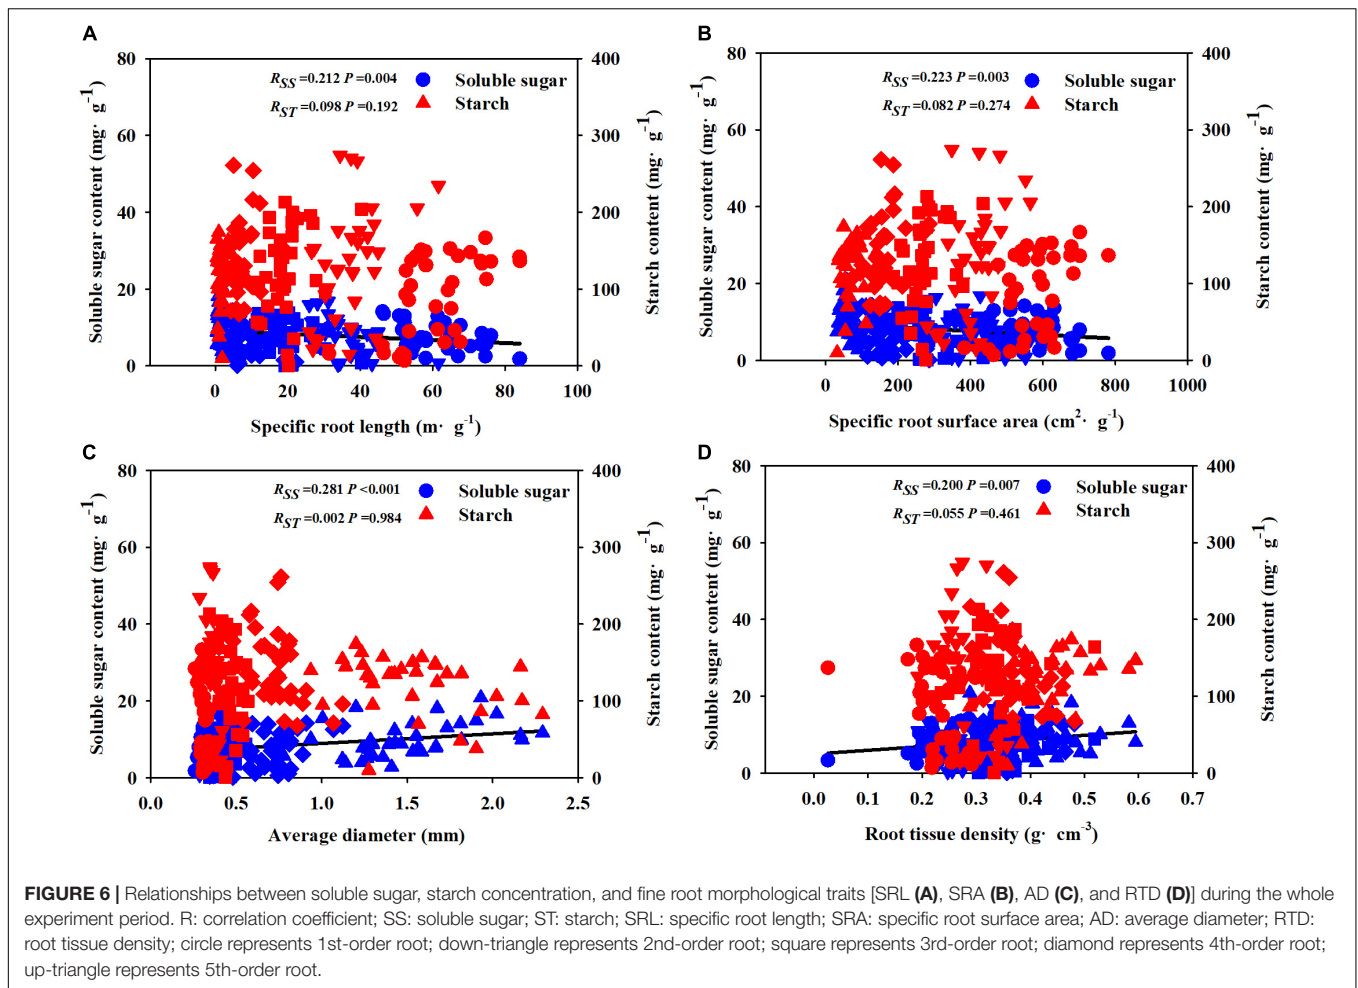 A
80
60
40
20
0
Soluble sugar content (mg· g⁻¹)
R_SS=0.212 P=0.004
R_ST=0.098 P=0.192
Soluble sugar
Starch
400
300
200
100
0
Starch content (mg· g⁻¹)
0 20 40 60 80 100
Specific root length (m· g⁻¹)
B
80
60
40
20
0
Soluble sugar content (mg· g⁻¹)
R_SS=0.223 P=0.003
R_ST=0.082 P=0.274
Soluble sugar
Starch
400
300
200
100
0
Starch content (mg· g⁻¹)
0 200 400 600 800 1000
Specific root surface area (cm²· g⁻¹)
C
80
60
40
20
0
Soluble sugar content (mg· g⁻¹)
R_SS=0.281 P<0.001
R_ST=0.002 P=0.984
Soluble sugar
Starch
400
300
200
100
0
Starch content (mg· g⁻¹)
0.0 0.5 1.0 1.5 2.0 2.5
Average diameter (mm)
D
80
60
40
20
0
Soluble sugar content (mg· g⁻¹)
R_SS=0.200 P=0.007
R_ST=0.055 P=0.461
Soluble sugar
Starch
400
300
200
100
0
Starch content (mg· g⁻¹)
0.0 0.1 0.2 0.3 0.4 0.5 0.6 0.7
Root tissue density (g· cm⁻³)
FIGURE 6 | Relationships between soluble sugar, starch concentration, and fine root morphological traits [SRL (A), SRA (B), AD (C), and RTD (D)] during the whole
experiment period. R: correlation coefficient; SS: soluble sugar; ST: starch; SRL: specific root length; SRA: specific root surface area; AD: average diameter; RTD:
root tissue density; circle represents 1st-order root; down-triangle represents 2nd-order root; square represents 3rd-order root; diamond represents 4th-order root;
up-triangle represents 5th-order root.